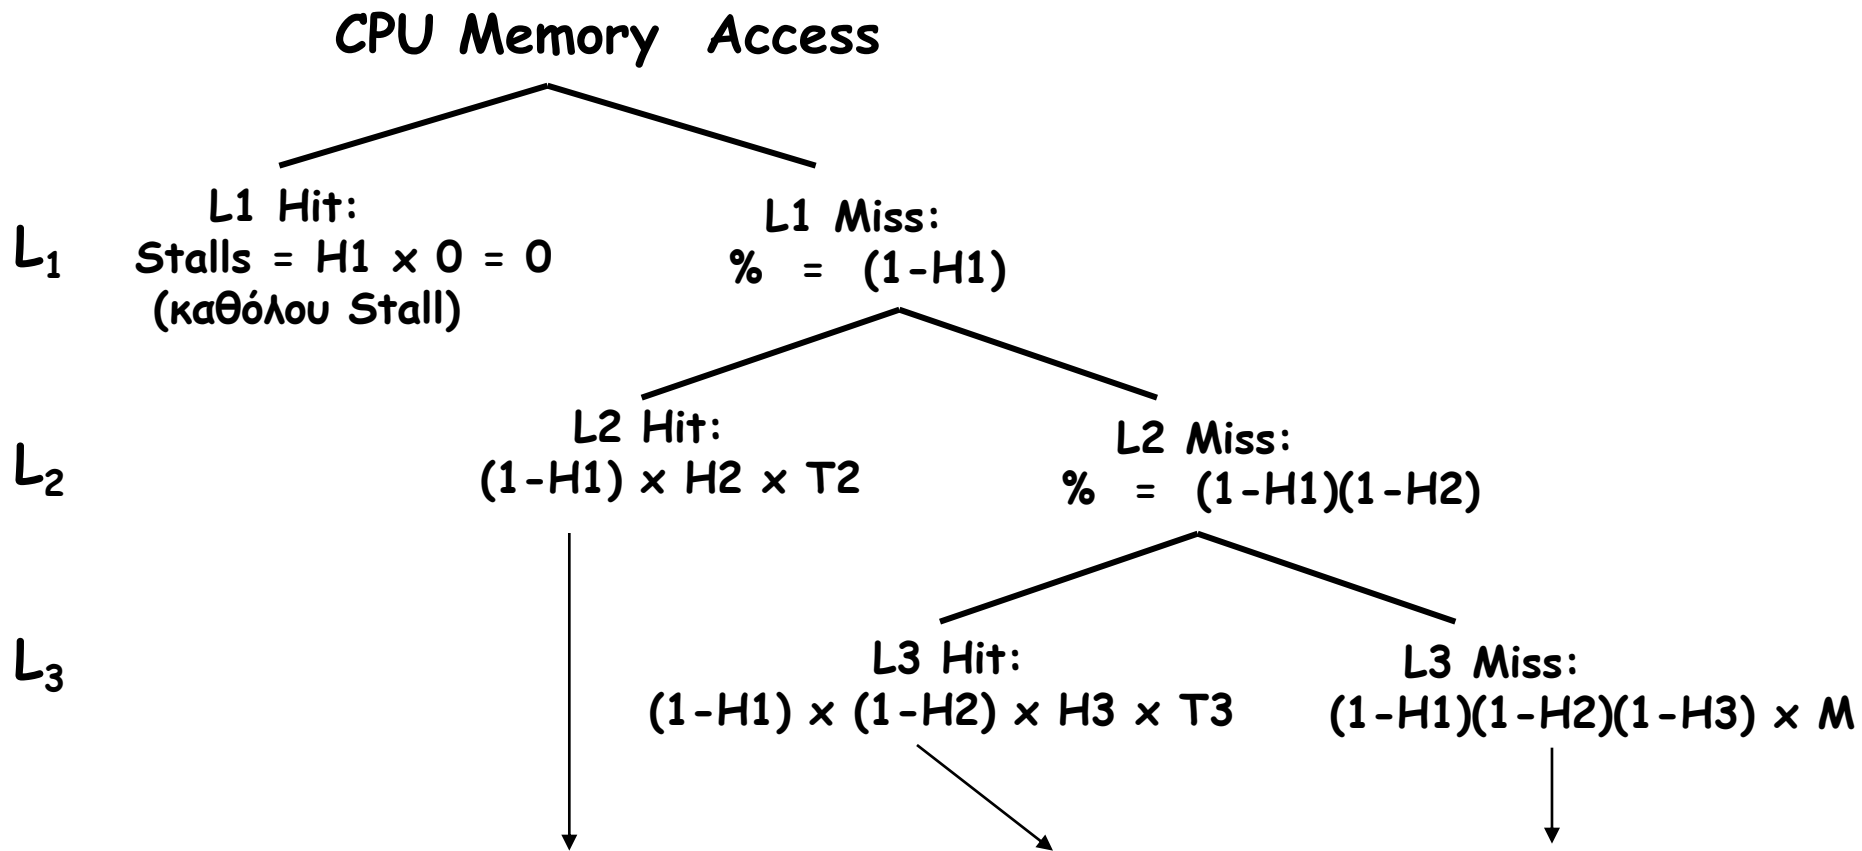 CPU Memory Access
L1 Hit:
Stalls = H1 x 0 = 0
(καθόλου Stall)
L1 Miss:
% = (1-H1)
L₁
L2 Hit:
(1-H1) x H2 x T2
L2 Miss:
% = (1-H1)(1-H2)
L₂
L3 Hit:
(1-H1) x (1-H2) x H3 x T3
L3 Miss:
(1-H1)(1-H2)(1-H3) x M
L₃